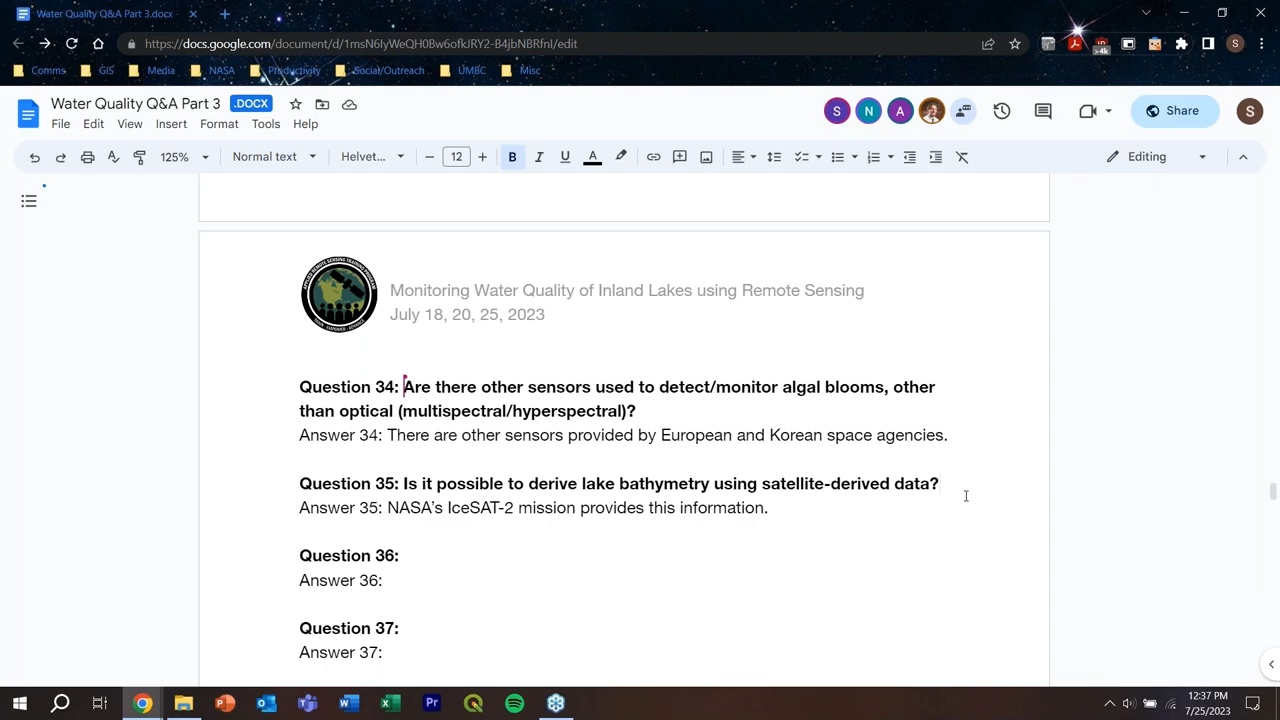 Water Quality Q&A Part 3.docx
https://docs.google.com/document/d/1msN6lyWeQH0Bw6ofkJRY2-B4jbNBRfnI/edit
Comms GIS Media NASA Productivity Social/Outreach UMBC Misc
Water Quality Q&A Part 3 .DOCX
File Edit View Insert Format Tools Help
Share
125% Normal text Helvet... 12 B I U A Editing
Monitoring Water Quality of Inland Lakes using Remote Sensing
July 18, 20, 25, 2023
Question 34: Are there other sensors used to detect/monitor algal blooms, other
than optical (multispectral/hyperspectral)?
Answer 34: There are other sensors provided by European and Korean space agencies.
Question 35: Is it possible to derive lake bathymetry using satellite-derived data?
Answer 35: NASA's IceSAT-2 mission provides this information.
Question 36:
Answer 36:
Question 37:
Answer 37:
12:37 PM
7/25/2023